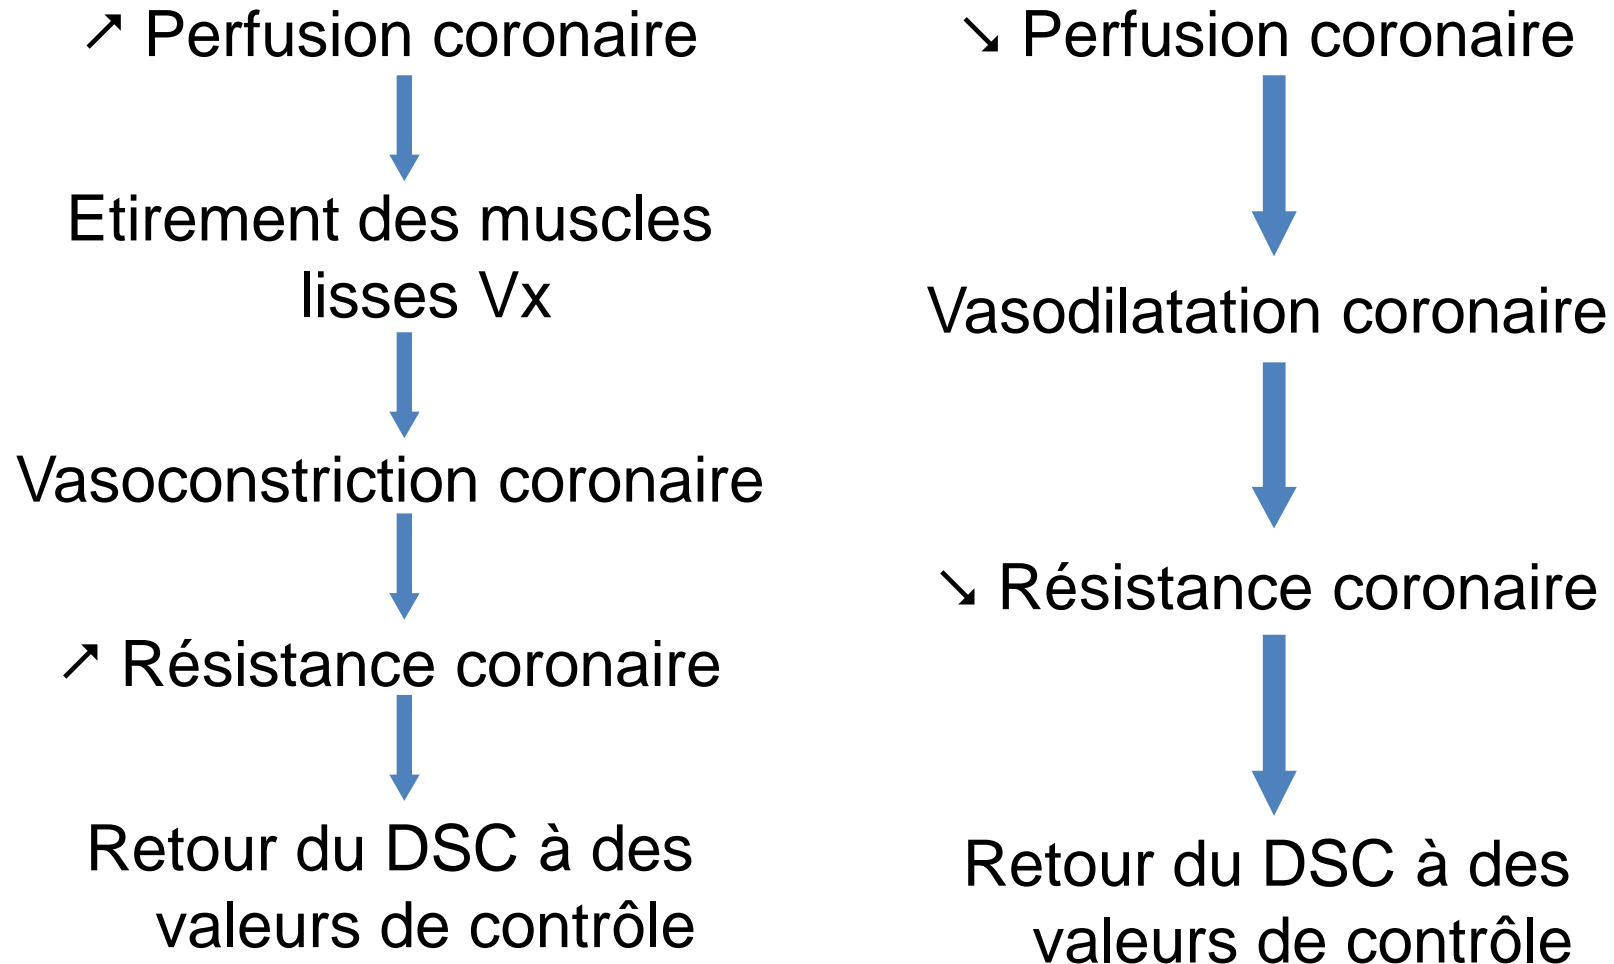 ↗ Perfusion coronaire
Etirement des muscles
lisses Vx
Vasoconstriction coronaire
↗ Résistance coronaire
Retour du DSC à des
valeurs de contrôle
↘ Perfusion coronaire
Vasodilatation coronaire
↘ Résistance coronaire
Retour du DSC à des
valeurs de contrôle